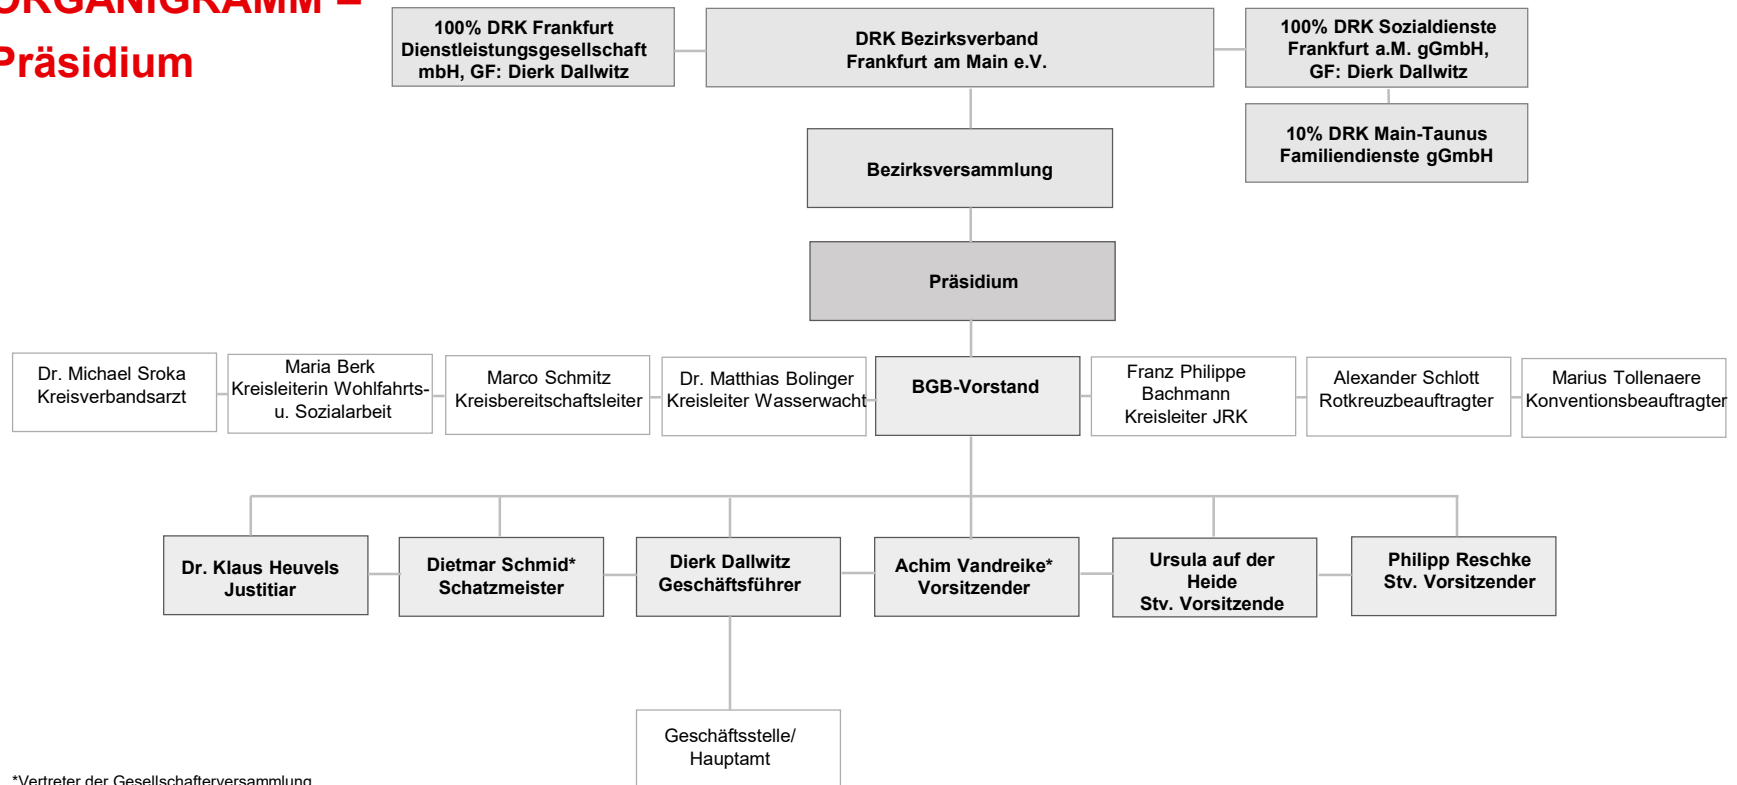 ORGANIGRAMM –
Präsidium
100% DRK Frankfurt
Dienstleistungsgesellschaft
mbH, GF: Dierk Dallwitz
DRK Bezirksverband
Frankfurt am Main e.V.
100% DRK Sozialdienste
Frankfurt a.M. gGmbH,
GF: Dierk Dallwitz
10% DRK Main-Taunus
Familiendienste gGmbH
Bezirksversammlung
Präsidium
Dr. Michael Sroka
Kreisverbandsarzt
Maria Berk
Kreisleiterin Wohlfahrts-
u. Sozialarbeit
Marco Schmitz
Kreisbereitschaftsleiter
Dr. Matthias Bolinger
Kreisleiter Wasserwacht
BGB-Vorstand
Franz Philippe
Bachmann
Kreisleiter JRK
Alexander Schlott
Rotkreuzbeauftragter
Marius Tollenaere
Konventionsbeauftragter
Dr. Klaus Heuvels
Justitiar
Dietmar Schmid*
Schatzmeister
Dierk Dallwitz
Geschäftsführer
Achim Vandreike*
Vorsitzender
Ursula auf der
Heide
Stv. Vorsitzende
Philipp Reschke
Stv. Vorsitzender
Geschäftsstelle/
Hauptamt
*Vertreter der Gesellschafterversammlung